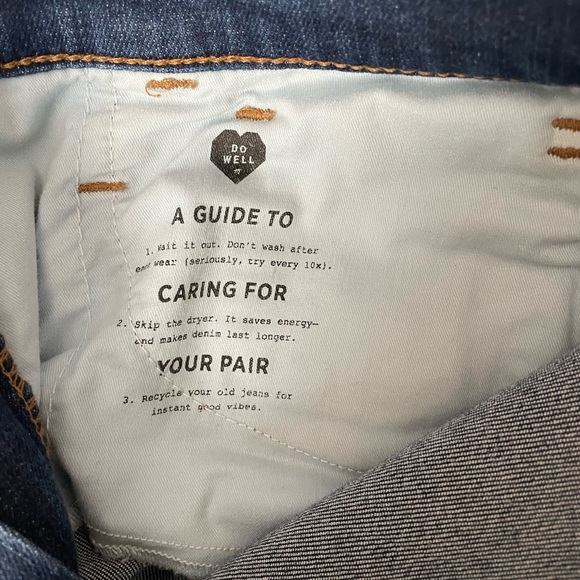 DO
WELL
A GUIDE TO
1. Wait it out. Don't wash after
each wear (seriously, try every 10x).
CARING FOR
2. Skip the dryer. It saves energy—
and makes denim last longer.
YOUR PAIR
3. Recycle your old jeans for
instant good vibes.